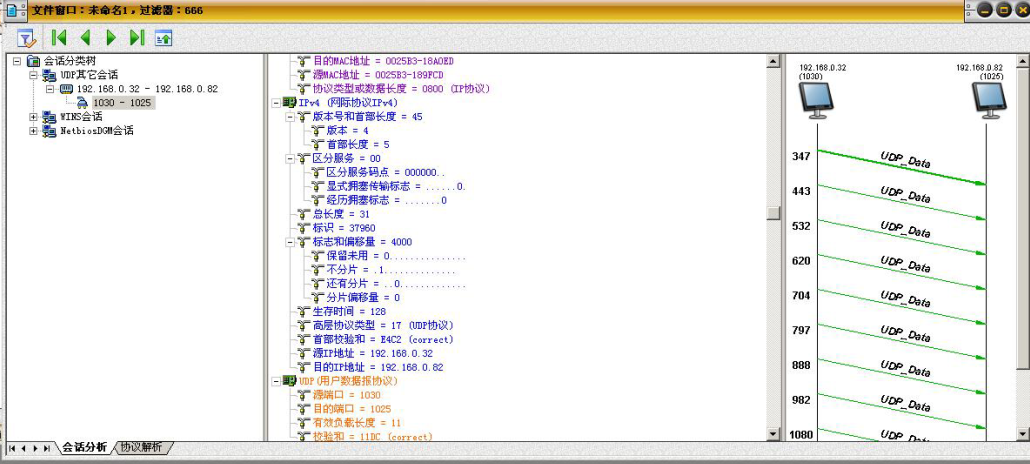 文件窗口：未命名1，过滤器：666
会话分类树
UDP其它会话
192.168.0.32 - 192.168.0.82
1030 - 1025
WINS会话
NetbiosDGM会话
目的MAC地址 = 0025B3-18A0ED
源MAC地址 = 0025B3-189FCD
协议类型或数据长度 = 0800 (IP协议)
IPv4 (网际协议IPv4)
版本号和首部长度 = 45
版本 = 4
首部长度 = 5
区分服务 = 00
区分服务码点 = 000000..
显式拥塞传输标志 = ......0.
经历拥塞标志 = .......0
总长度 = 31
标识 = 37960
标志和偏移量 = 4000
保留未用 = 0...............
不分片 = .1..............
还有分片 = ..0.............
分片偏移量 = 0
生存时间 = 128
高层协议类型 = 17 (UDP协议)
首部校验和 = E4C2 (correct)
源IP地址 = 192.168.0.32
目的IP地址 = 192.168.0.82
UDP(用户数据报协议)
源端口 = 1030
目的端口 = 1025
有效负载长度 = 11
校验和 = 11DC (correct)
192.168.0.32
(1030)
192.168.0.82
(1025)
347 UDP_Data
443 UDP_Data
532 UDP_Data
620 UDP_Data
704 UDP_Data
797 UDP_Data
888 UDP_Data
982 UDP_Data
1080 UDP_Data
会话分析 协议解析